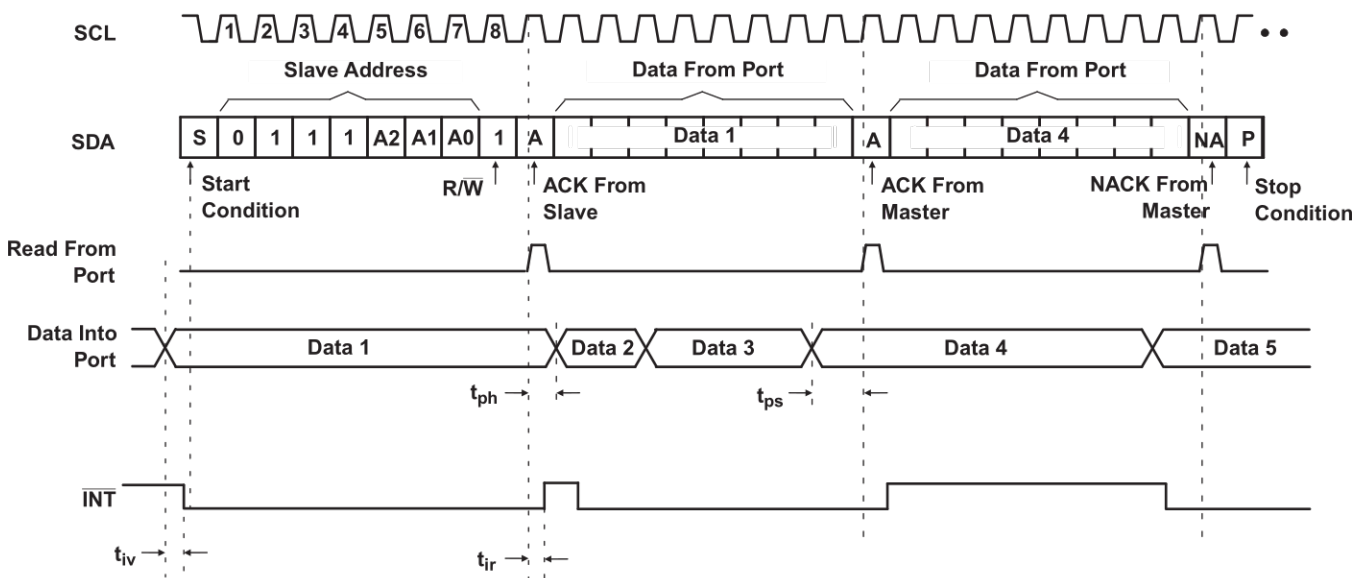 SCL 1 2 3 4 5 6 7 8
Slave Address Data From Port Data From Port
SDA S 0 1 1 1 A2 A1 A0 1 A Data 1 A Data 4 NA P
Start Condition
R/W̅
ACK From Slave
ACK From Master
NACK From Master
Stop Condition
Read From Port
Data Into Port
Data 1 Data 2 Data 3 Data 4 Data 5
tph tps
I̅N̅T̅
tiv tir